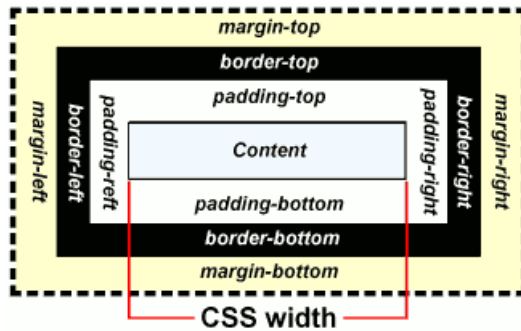 margin-top
border-top
padding-top
margin-left
border-left
padding-reft
Content
padding-right
border-right
margin-right
padding-bottom
border-bottom
margin-bottom
CSS width